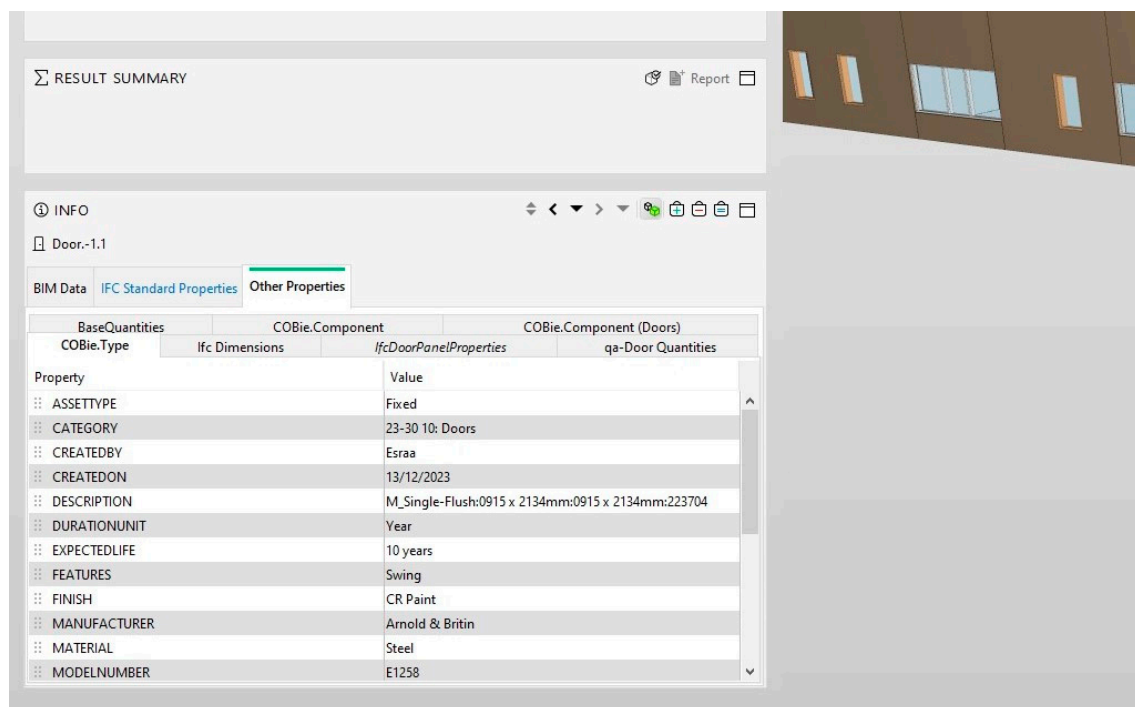 ∑ RESULT SUMMARY Report
INFO
Door.-1.1
BIM Data IFC Standard Properties Other Properties
BaseQuantities COBie.Component COBie.Component (Doors)
COBie.Type Ifc Dimensions IfcDoorPanelProperties qa-Door Quantities
Property Value
ASSETTYPE Fixed
CATEGORY 23-30 10: Doors
CREATEDBY Esraa
CREATEDON 13/12/2023
DESCRIPTION M_Single-Flush:0915 x 2134mm:0915 x 2134mm:223704
DURATIONUNIT Year
EXPECTEDLIFE 10 years
FEATURES Swing
FINISH CR Paint
MANUFACTURER Arnold & Britin
MATERIAL Steel
MODELNUMBER E1258